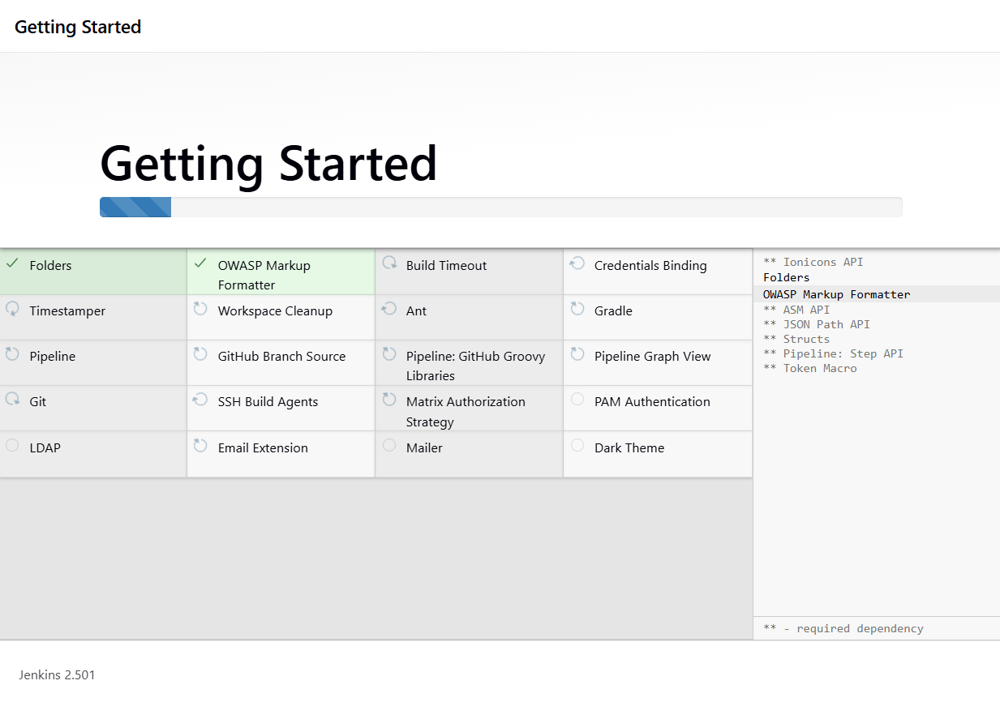 Getting Started
Getting Started
Folders
OWASP Markup
Formatter
Build Timeout
Credentials Binding
Timestamper
Workspace Cleanup
Ant
Gradle
Pipeline
GitHub Branch Source
Pipeline: GitHub Groovy
Libraries
Pipeline Graph View
Git
SSH Build Agents
Matrix Authorization
Strategy
PAM Authentication
LDAP
Email Extension
Mailer
Dark Theme
** Ionicons API
Folders
OWASP Markup Formatter
** ASM API
** JSON Path API
** Structs
** Pipeline: Step API
** Token Macro
** - required dependency
Jenkins 2.501